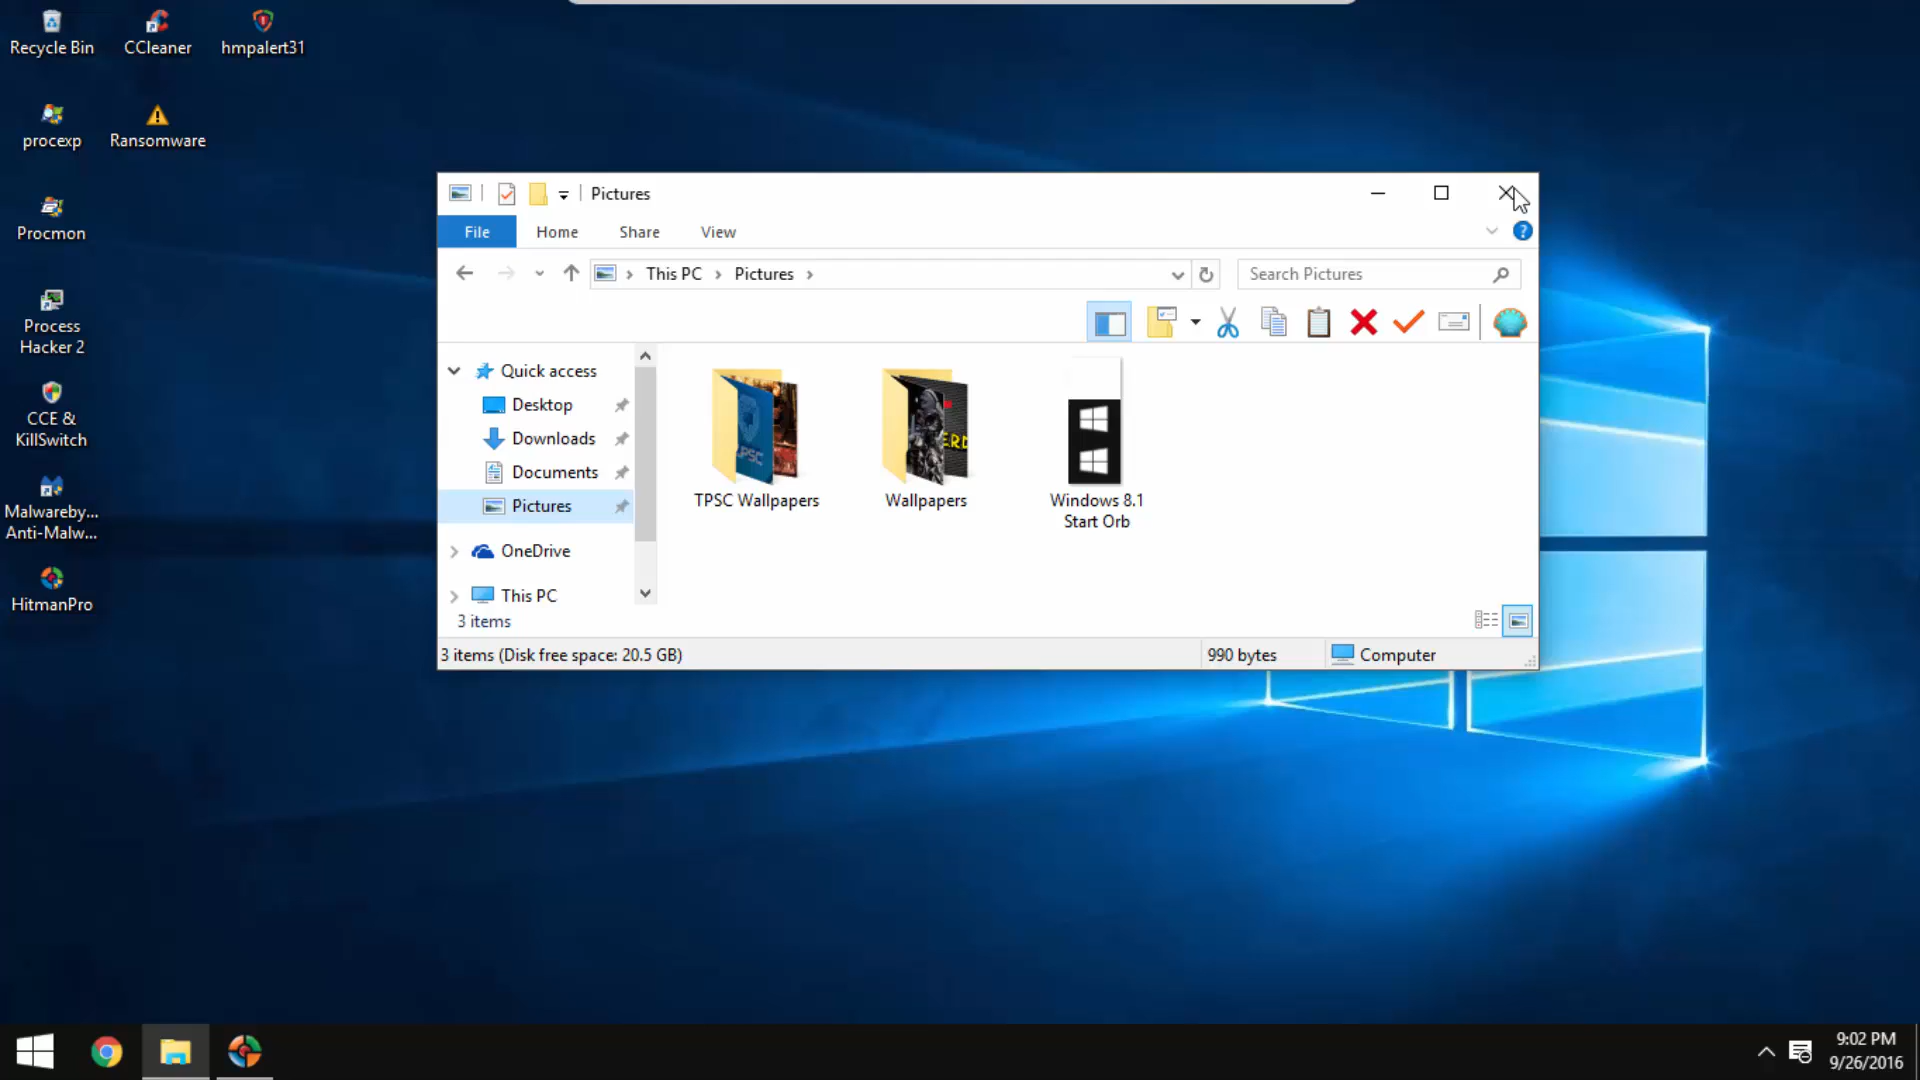 Recycle Bin
CCleaner
hmpalert31
procexp
Ransomware
Procmon
Process
Hacker 2
CCE &
KillSwitch
Malwareby...
Anti-Malw...
HitmanPro
Pictures
File
Home
Share
View
?
This PC
Pictures
Search Pictures
Quick access
Desktop
Downloads
Documents
Pictures
OneDrive
This PC
TPSC Wallpapers
Wallpapers
Windows 8.1
Start Orb
3 items
3 items (Disk free space: 20.5 GB)
990 bytes
Computer
9:02 PM
9/26/2016